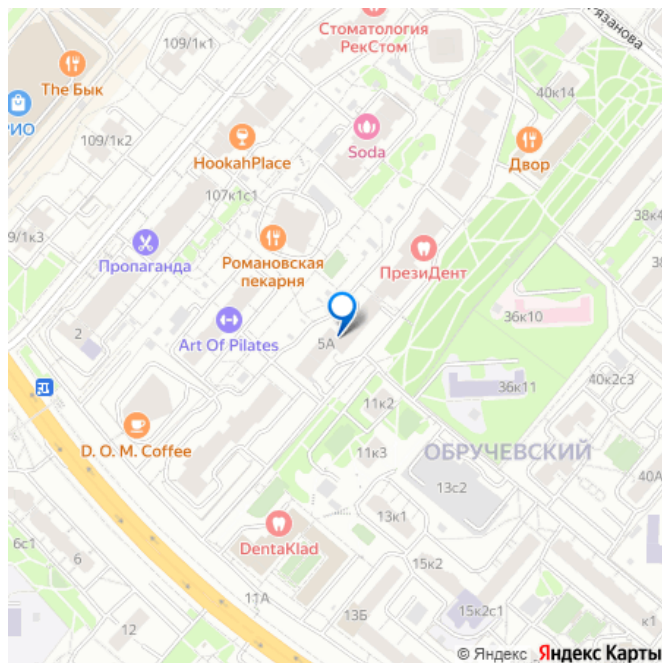 109/1к1
Стоматология
РекСтом
The Бык
РИО
109/1к2
HookahPlace
Soda
40к14
Двор
107к1с1
38к4
9/1к3
Пропаганда
Романовская
пекарня
ПрезиДент
36к10
2
Art Of Pilates
5А
36к11
40к2с3
11к2
D. O. M. Coffee
11к3
ОБРУЧЕВСКИЙ
40А
13с2
13к1
DentaKlad
6с1
6
15к2
11А
12
13Б
15к2с1
к1
© Яндекс Яндекс Карты